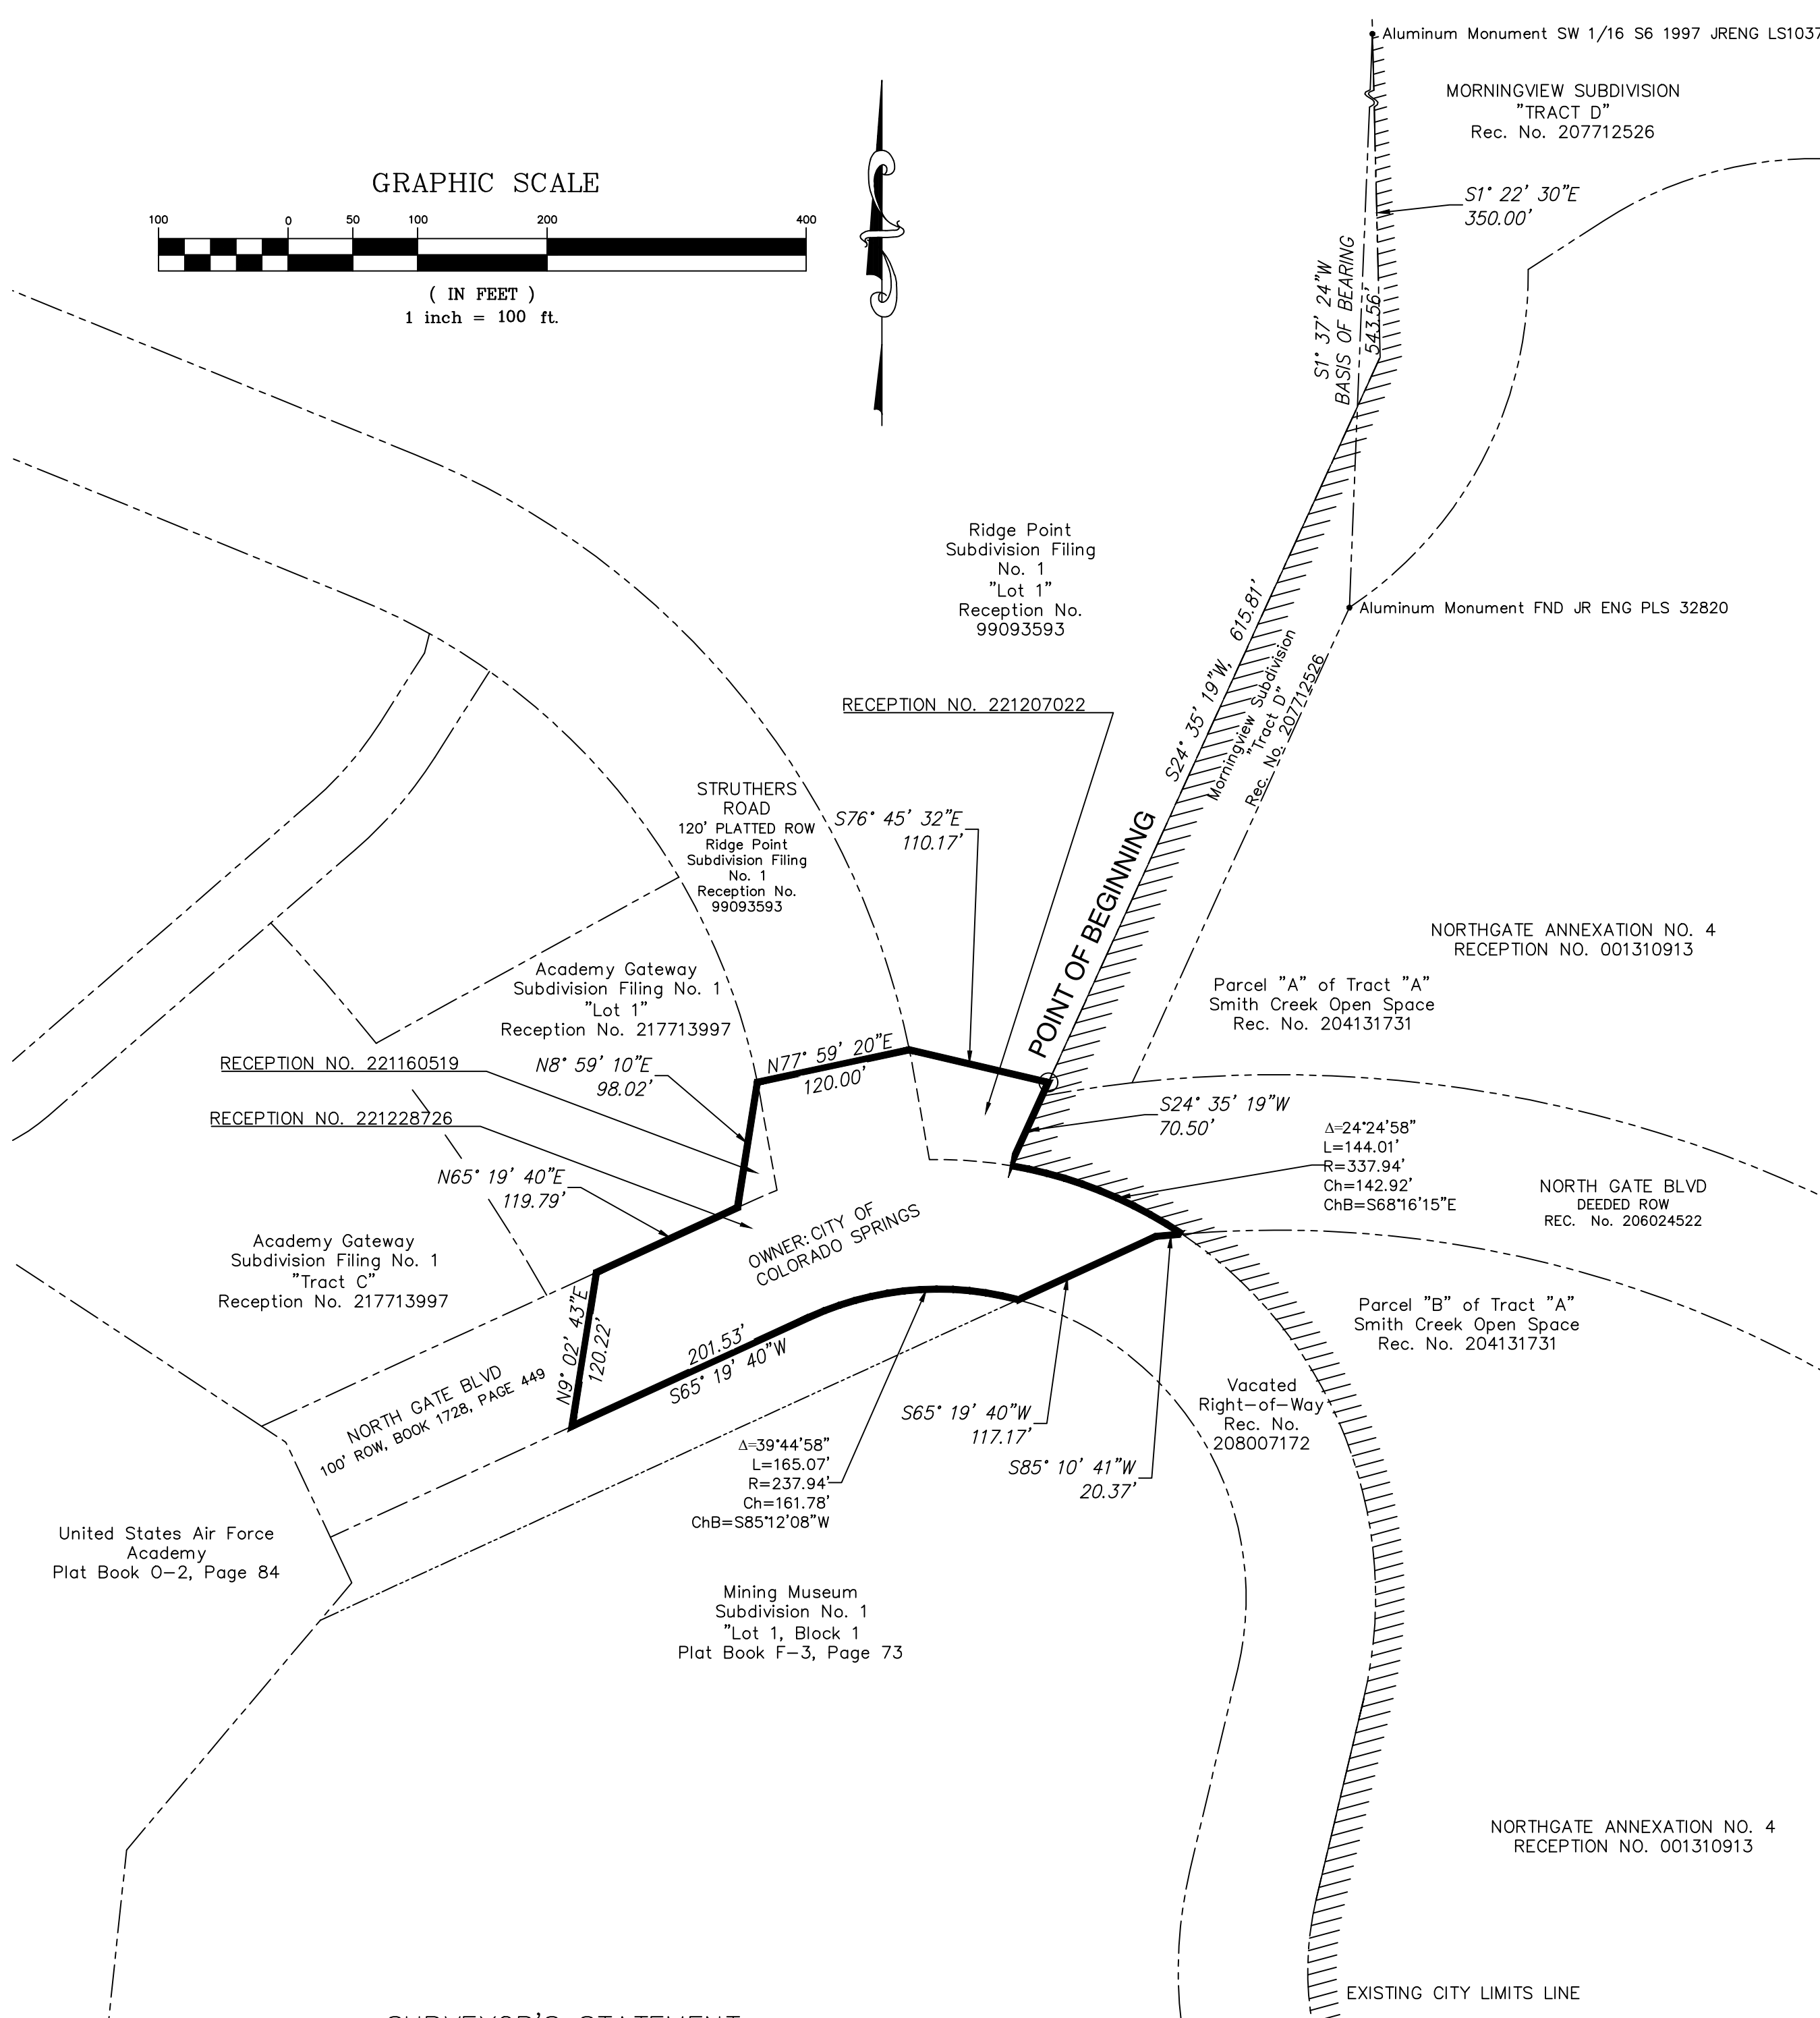 Aluminum Monument SW 1/16 S6 1997 JRENG LS1037
MORNINGVIEW SUBDIVISION
"TRACT D"
Rec. No. 207712526
GRAPHIC SCALE
100 0 50 100 200 400
( IN FEET )
1 inch = 100 ft.
S1° 22' 30"E
350.00'
S1° 37' 24"W
BASIS OF BEARING
543.56'
Ridge Point
Subdivision Filing
No. 1
"Lot 1"
Reception No.
99093593
Aluminum Monument FND JR ENG PLS 32820
S24° 35' 19"W, 615.81'
Morningview Subdivision
"Tract D"
Rec. No. 207712526
RECEPTION NO. 221207022
STRUTHERS
ROAD
120' PLATTED ROW
Ridge Point
Subdivision Filing
No. 1
Reception No.
99093593
S76° 45' 32"E
110.17'
POINT OF BEGINNING
NORTHGATE ANNEXATION NO. 4
RECEPTION NO. 001310913
Academy Gateway
Subdivision Filing No. 1
"Lot 1"
Reception No. 217713997
Parcel "A" of Tract "A"
Smith Creek Open Space
Rec. No. 204131731
RECEPTION NO. 221160519
N8° 59' 10"E
98.02'
N77° 59' 20"E
120.00'
RECEPTION NO. 221228726
S24° 35' 19"W
70.50'
Δ=24°24'58"
L=144.01'
R=337.94'
Ch=142.92'
ChB=S68°16'15"E
N65° 19' 40"E
119.79'
NORTH GATE BLVD
DEEDED ROW
REC. No. 206024522
OWNER: CITY OF
COLORADO SPRINGS
Academy Gateway
Subdivision Filing No. 1
"Tract C"
Reception No. 217713997
N9° 02' 43"E
120.22'
201.53'
S65° 19' 40"W
Parcel "B" of Tract "A"
Smith Creek Open Space
Rec. No. 204131731
NORTH GATE BLVD
100' ROW, BOOK 1728, PAGE 449
Vacated
Right-of-Way
Rec. No.
208007172
S65° 19' 40"W
117.17'
S85° 10' 41"W
20.37'
Δ=39°44'58"
L=165.07'
R=237.94'
Ch=161.78'
ChB=S85°12'08"W
United States Air Force
Academy
Plat Book O-2, Page 84
Mining Museum
Subdivision No. 1
"Lot 1, Block 1
Plat Book F-3, Page 73
NORTHGATE ANNEXATION NO. 4
RECEPTION NO. 001310913
EXISTING CITY LIMITS LINE
SURVEYOR'S STATEMENT